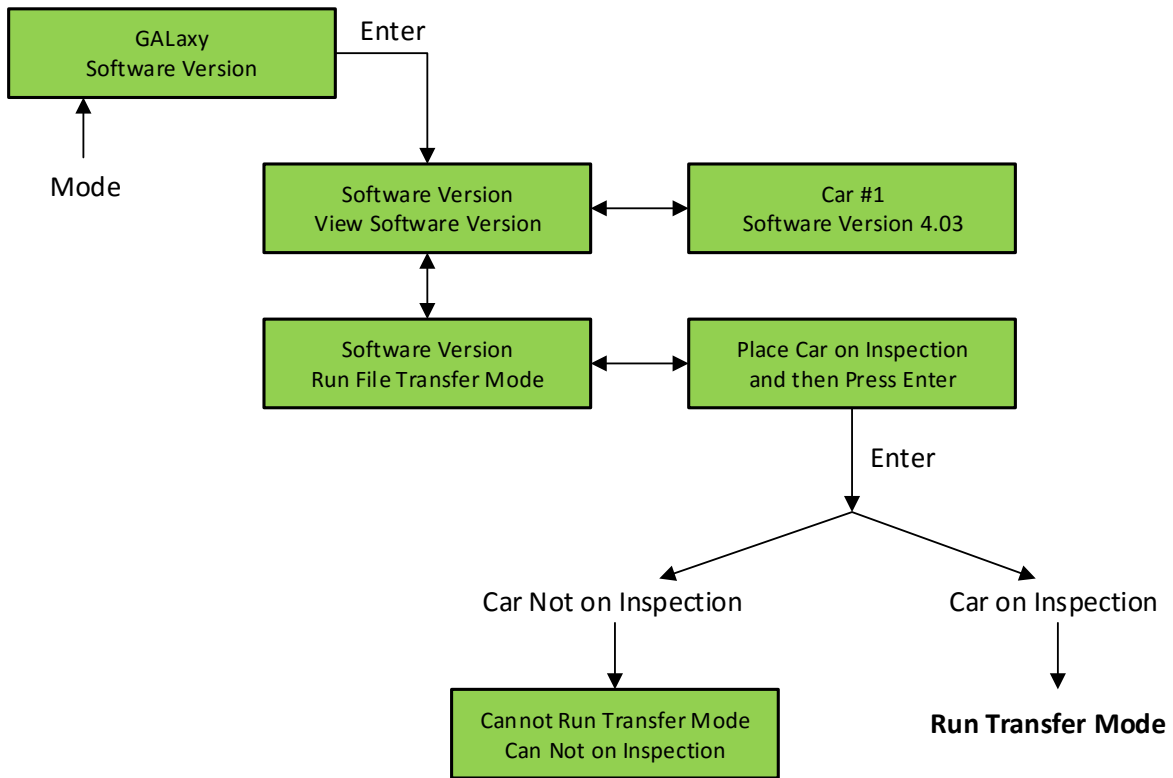 GALaxy
Software Version
Enter
Mode
Software Version
View Software Version
Car #1
Software Version 4.03
Software Version
Run File Transfer Mode
Place Car on Inspection
and then Press Enter
Enter
Car Not on Inspection
Car on Inspection
Cannot Run Transfer Mode
Can Not on Inspection
Run Transfer Mode